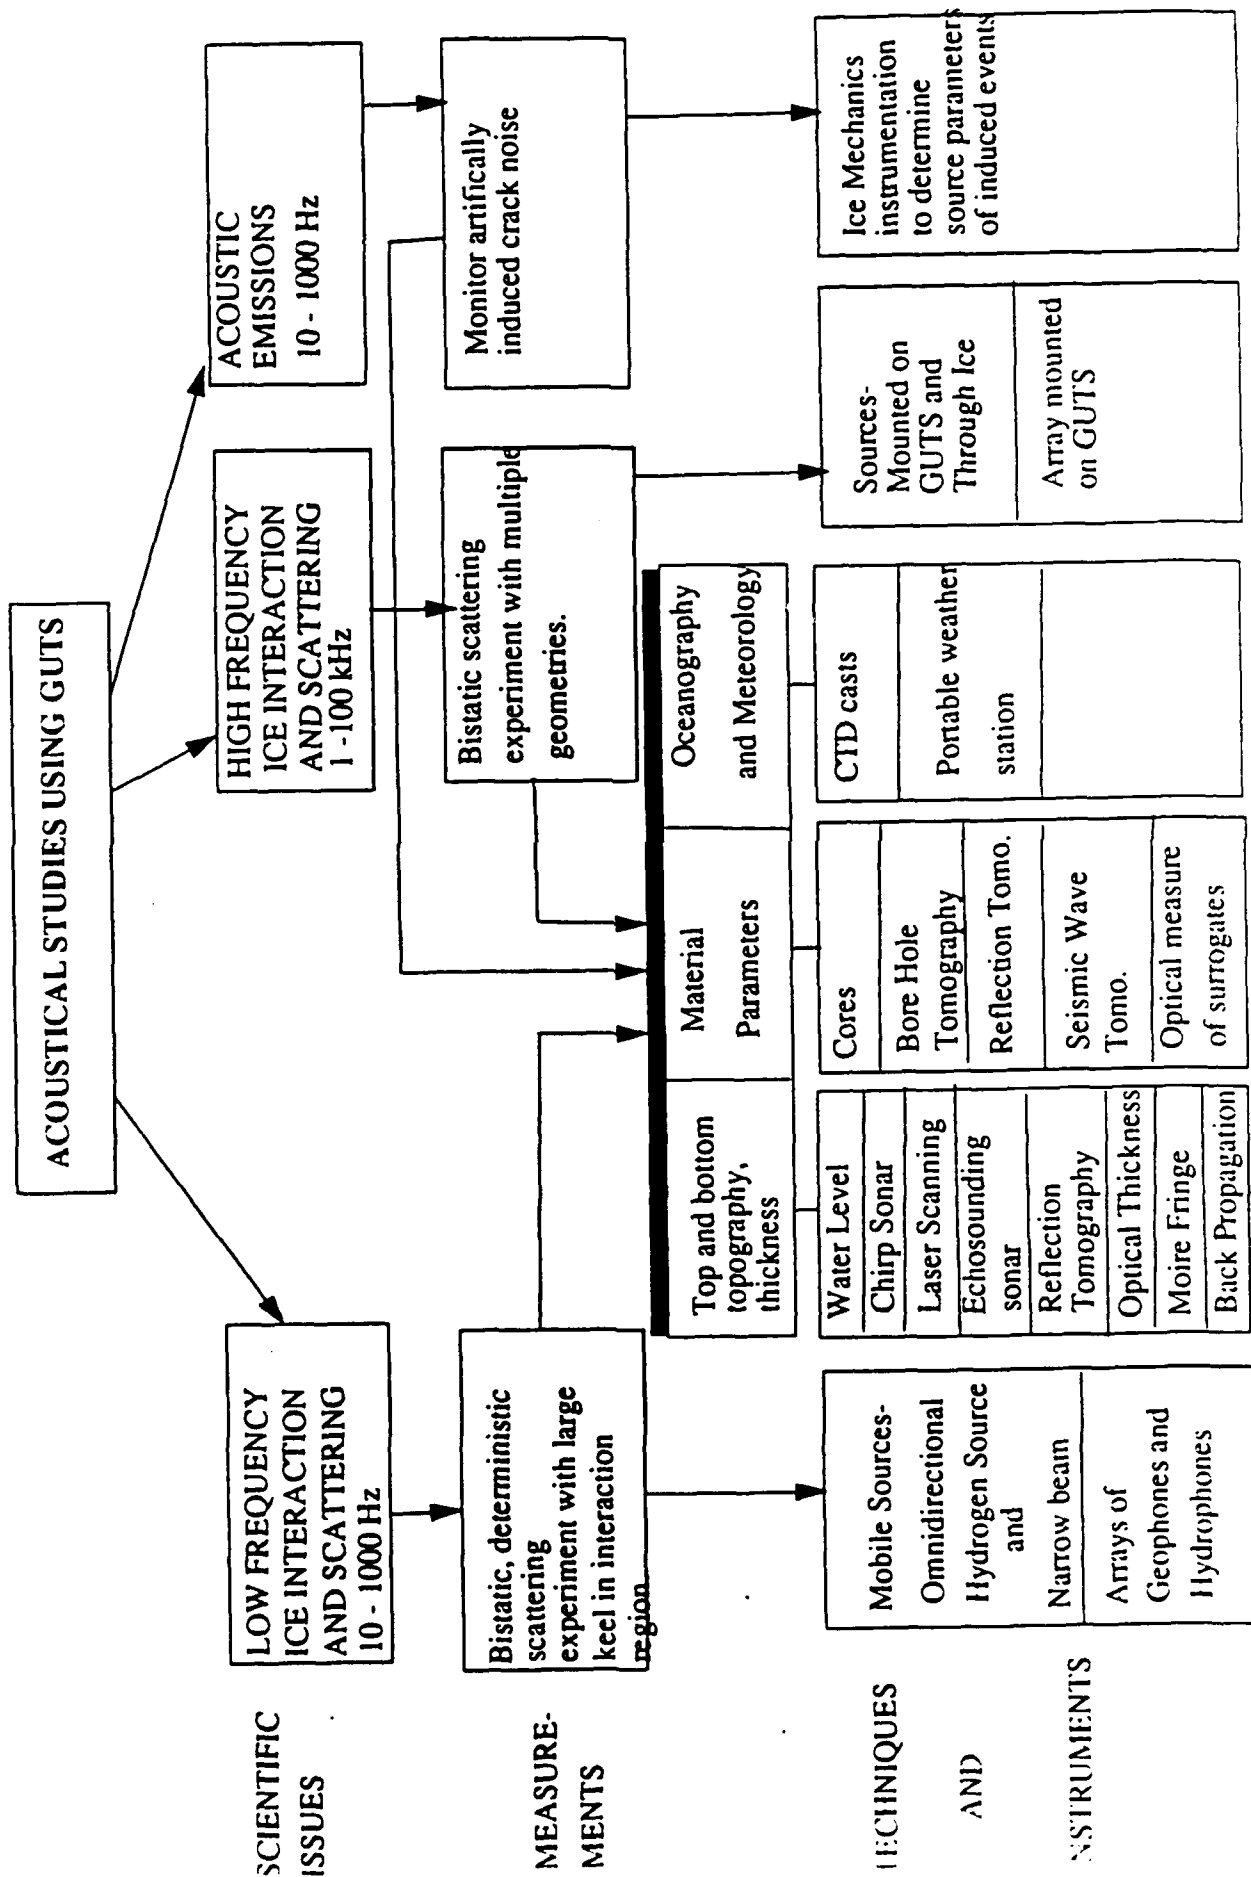 ACOUSTICAL STUDIES USING GUTS
SCIENTIFIC
ISSUES
LOW FREQUENCY
ICE INTERACTION
AND SCATTERING
10 - 1000 Hz
HIGH FREQUENCY
ICE INTERACTION
AND SCATTERING
1 - 100 kHz
ACOUSTIC
EMISSIONS
10 - 1000 Hz
MEASURE-
MENTS
Bistatic, deterministic
scattering
experiment with large
keel in interaction
region
Bistatic scattering
experiment with multiple
geometries.
Monitor artifically
induced crack noise
Top and bottom
topography,
thickness
Material
Parameters
Oceanography
and Meteorology
TECHNIQUES
AND
NSTRUMENTS
Mobile Sources-
Omnidirectional
Hydrogen Source
and
Narrow beam
Arrays of
Geophones and
Hydrophones
Water Level
Chirp Sonar
Laser Scanning
Echosounding
sonar
Reflection
Tomography
Optical Thickness
Moire Fringe
Back Propagation
Cores
Bore Hole
Tomography
Reflection Tomo.
Seismic Wave
Tomo.
Optical measure
of surrogates
CTD casts
Portable weather
station
Sources-
Mounted on
GUTS and
Through Ice
Array mounted
on GUTS
Ice Mechanics
instrumentation
to determine
source parameters
of induced events